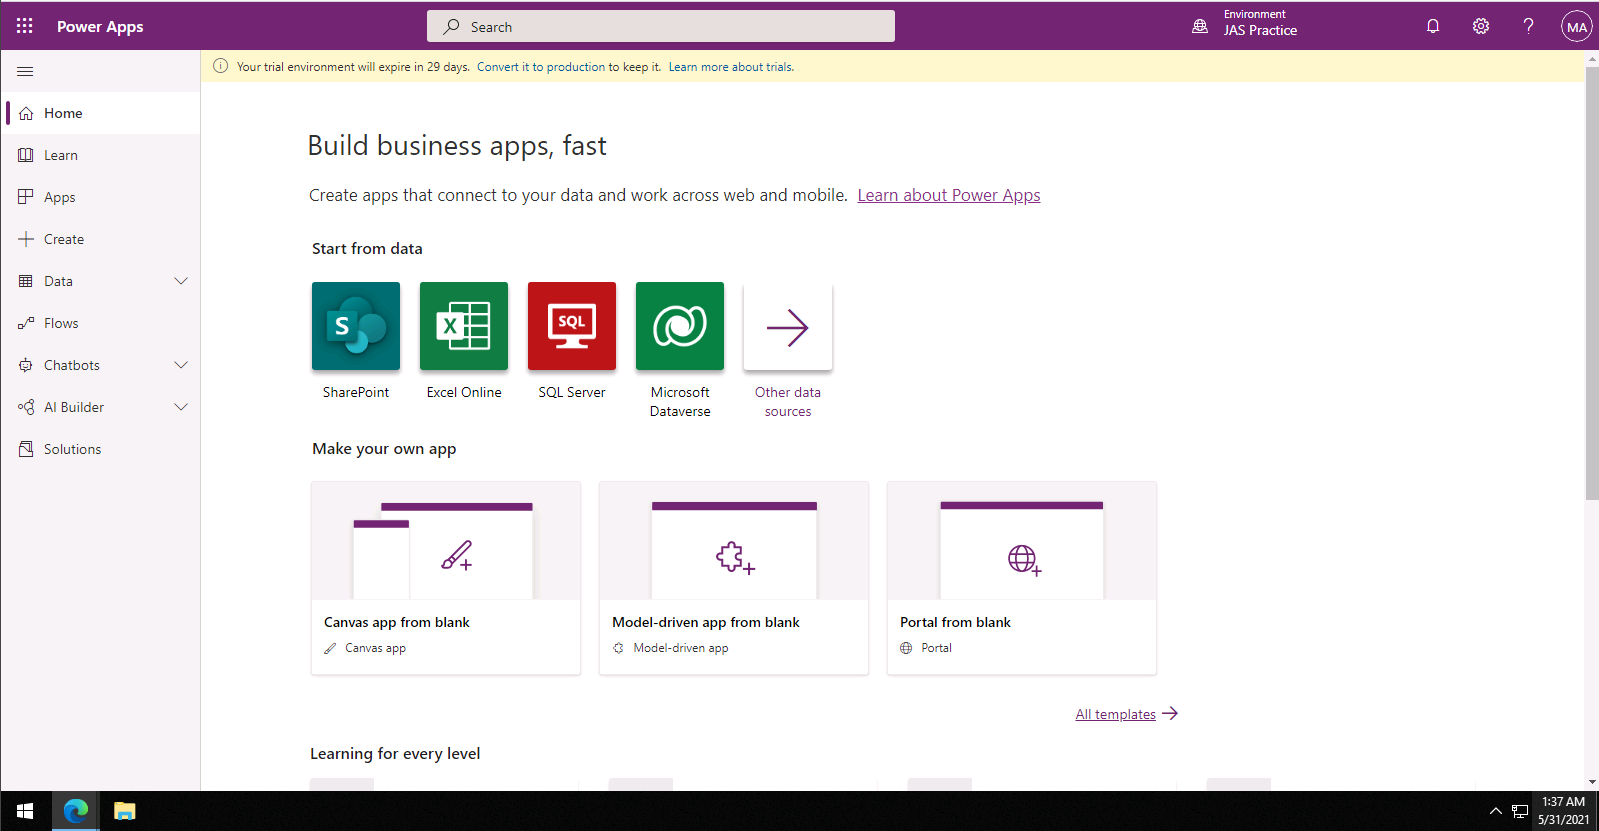 Power Apps
Search
Environment
JAS Practice
MA
Your trial environment will expire in 29 days. Convert it to production to keep it. Learn more about trials.
Home
Learn
Apps
Create
Data
Flows
Chatbots
AI Builder
Solutions
Build business apps, fast
Create apps that connect to your data and work across web and mobile. Learn about Power Apps
Start from data
S
X
SQL
SharePoint
Excel Online
SQL Server
Microsoft
Dataverse
Other data
sources
Make your own app
Canvas app from blank
Canvas app
Model-driven app from blank
Model-driven app
Portal from blank
Portal
All templates
Learning for every level
1:37 AM
5/31/2021